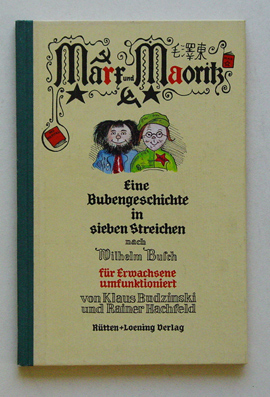 毛澤東
Marx und Maoritz
Eine
Bubengeschichte
in
sieben Streichen
nach
Wilhelm Busch
für Erwachsene
umfunktioniert
von Klaus Budzinski
und Rainer Hachfeld
Rütten+Loening Verlag